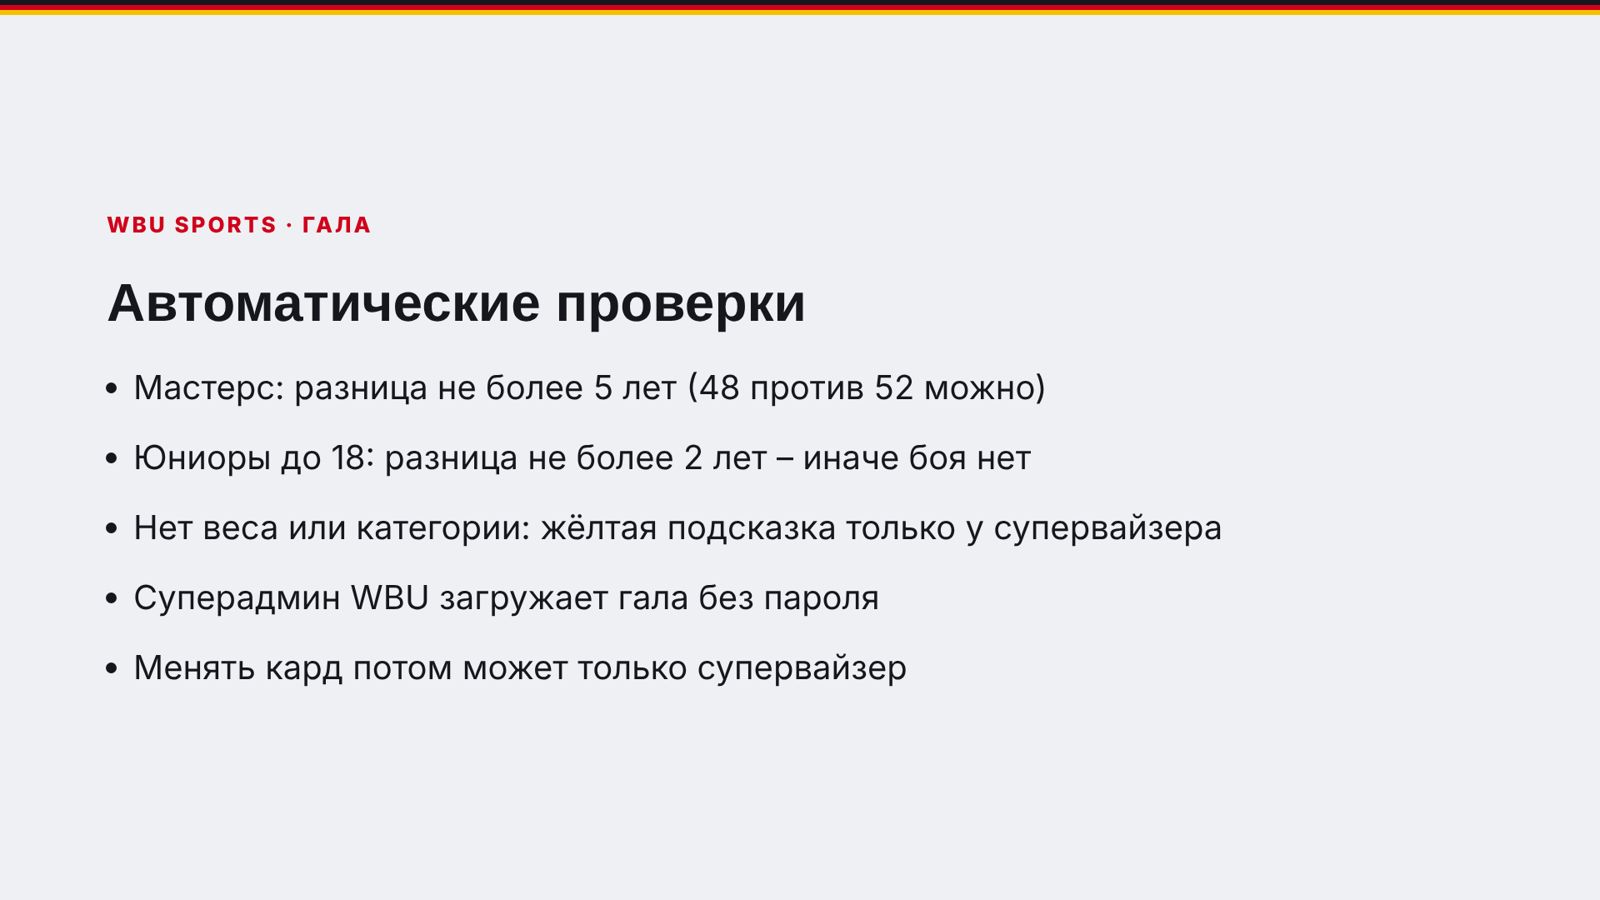 WBU SPORTS · ГАЛА
Автоматические проверки
• Мастерс: разница не более 5 лет (48 против 52 можно)
• Юниоры до 18: разница не более 2 лет – иначе боя нет
• Нет веса или категории: жёлтая подсказка только у супервайзера
• Суперадмин WBU загружает гала без пароля
• Менять кард потом может только супервайзер